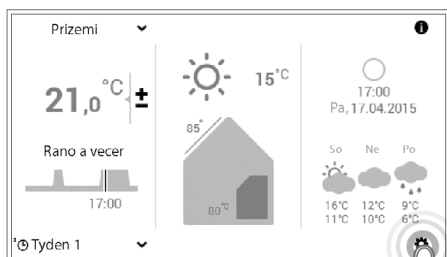 Prizemi
21,0 °C ±
Rano a vecer
17:00
Tyden 1
15°C
85°
80°C
17:00
Pa, 17.04.2015
So Ne Po
16°C 12°C 9°C
11°C 10°C 6°C